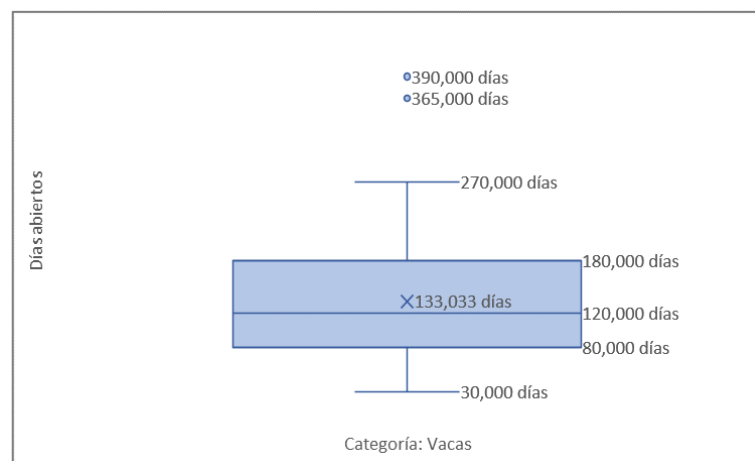 390,000 días
365,000 días
Días abiertos
270,000 días
180,000 días
133,033 días
120,000 días
80,000 días
30,000 días
Categoría: Vacas